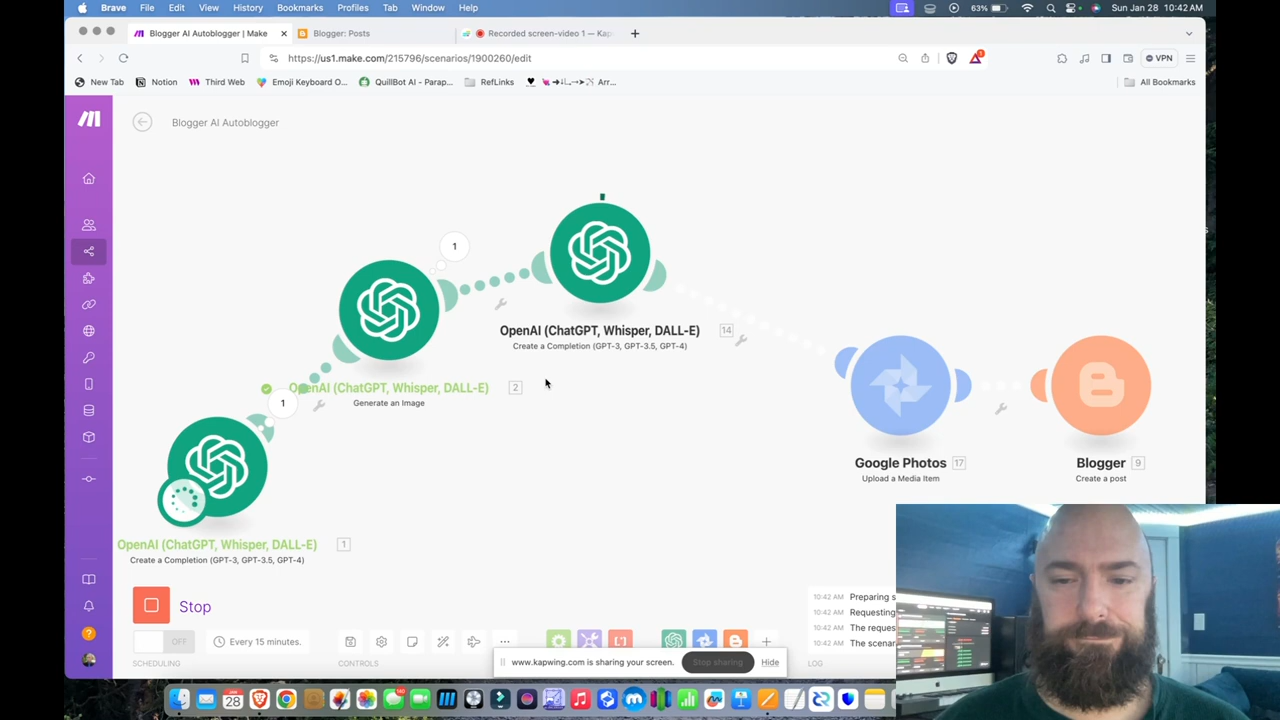 Brave File Edit View History Bookmarks Profiles Tab Window Help 63% Sun Jan 28 10:42 AM
Blogger AI Autoblogger | Make Blogger: Posts Recorded screen-video 1 — Kap
https://us1.make.com/215796/scenarios/1900260/edit VPN
New Tab Notion Third Web Emoji Keyboard O... QuillBot AI - Parap... RefLinks Arr... All Bookmarks
Blogger AI Autoblogger
1
OpenAI (ChatGPT, Whisper, DALL-E) 14
Create a Completion (GPT-3, GPT-3.5, GPT-4)
OpenAI (ChatGPT, Whisper, DALL-E) 2
1
Generate an Image
Google Photos 17
Upload a Media Item
Blogger 9
Create a post
OpenAI (ChatGPT, Whisper, DALL-E) 1
Create a Completion (GPT-3, GPT-3.5, GPT-4)
Stop
10:42 AM Preparing s
10:42 AM Requesting
10:42 AM The reques
10:42 AM The scenar
OFF Every 15 minutes.
SCHEDULING CONTROLS LOG
www.kapwing.com is sharing your screen. Stop sharing Hide